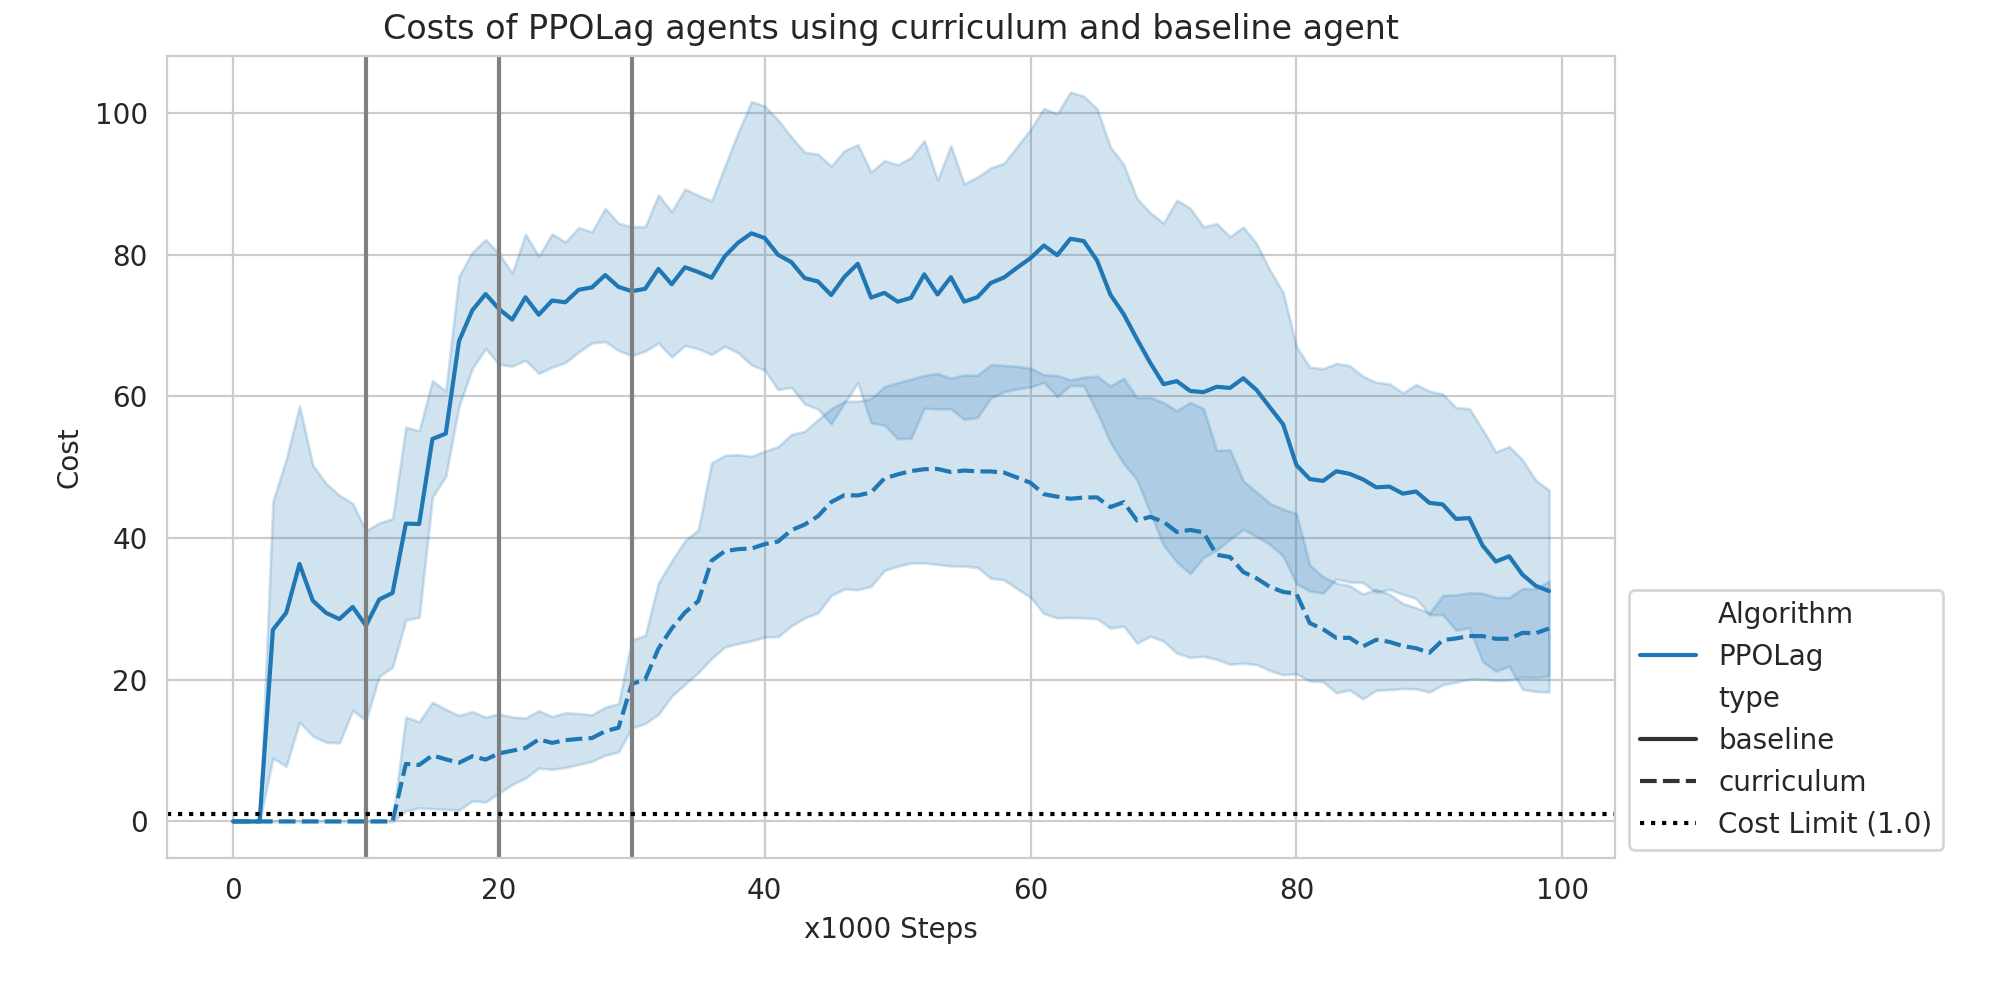 Costs of PPOLag agents using curriculum and baseline agent
100
80
60
40
20
0
Cost
0 20 40 60 80 100
x1000 Steps
Algorithm
PPOLag
type
baseline
curriculum
Cost Limit (1.0)